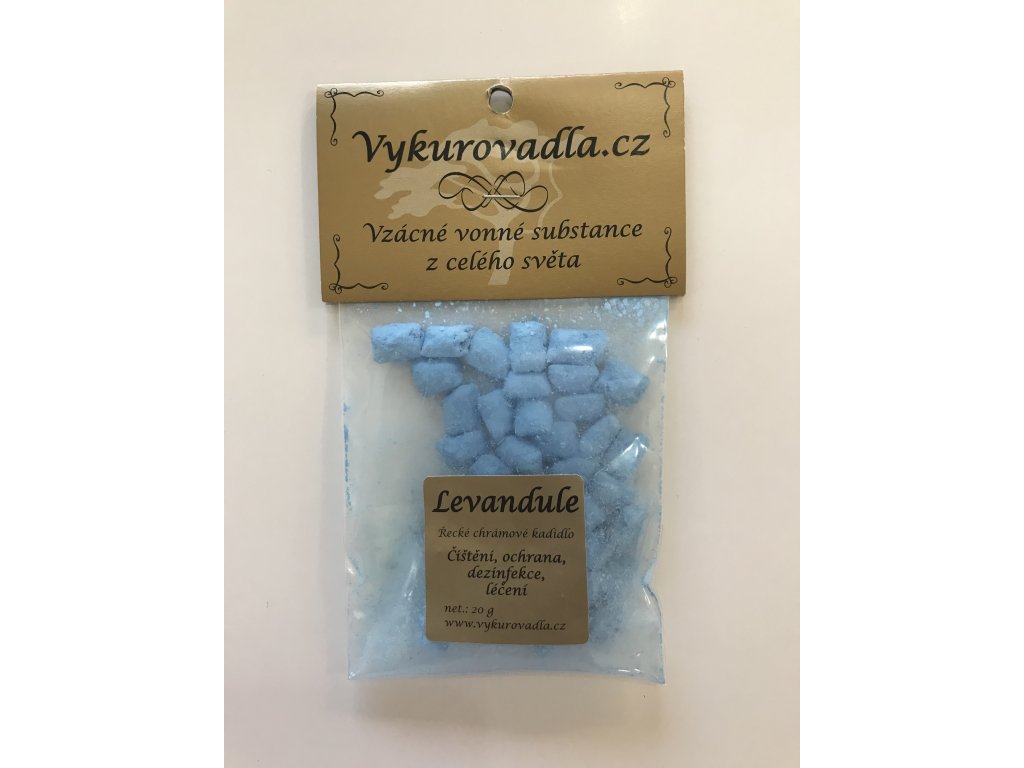 Vykurovadla.cz
Vzácné vonné substance
z celého světa
Levandule
Řecké chrámové kadidlo
Čištění, ochrana,
dezinfekce,
léčení
net.: 20 g
www.vykurovadla.cz